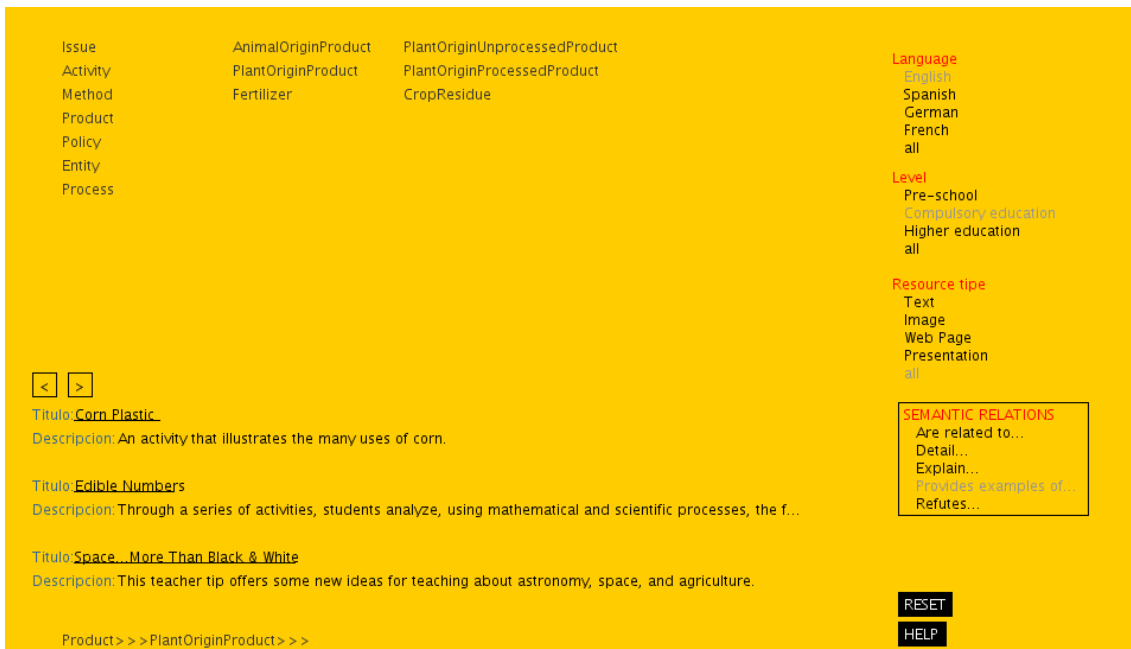 Issue AnimalOriginProduct PlantOriginUnprocessedProduct
Activity PlantOriginProduct PlantOriginProcessedProduct
Method Fertilizer CropResidue
Product
Policy
Entity
Process
Language
English
Spanish
German
French
all
Level
Pre-school
Compulsory education
Higher education
all
Resource tipe
Text
Image
Web Page
Presentation
all
< >
Titulo:Corn Plastic
Descripcion:An activity that illustrates the many uses of corn.
Titulo:Edible Numbers
Descripcion:Through a series of activities, students analyze, using mathematical and scientific processes, the f...
Titulo:Space...More Than Black & White
Descripcion:This teacher tip offers some new ideas for teaching about astronomy, space, and agriculture.
SEMANTIC RELATIONS
Are related to...
Detail...
Explain...
Provides examples of...
Refutes...
RESET
HELP
Product>>>PlantOriginProduct>>>